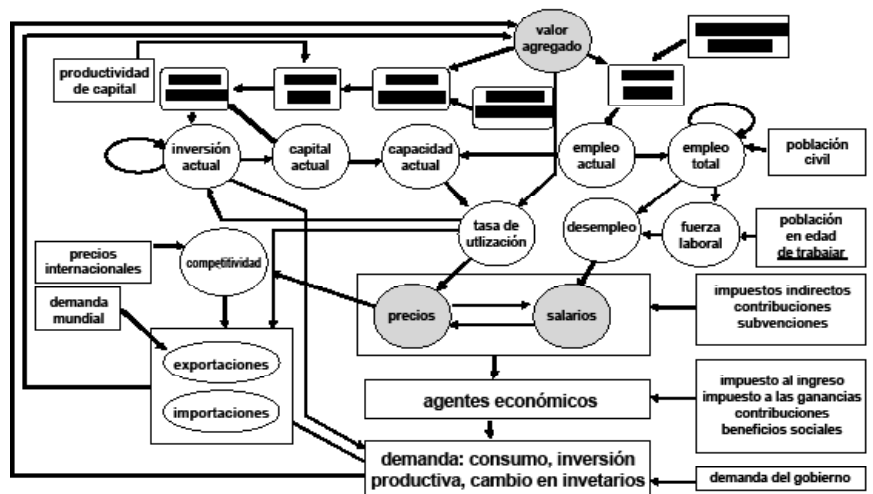 valor
agregado
productividad
de capital
inversión
actual
capital
actual
capacidad
actual
empleo
actual
empleo
total
población
civil
tasa de
utlización
desempleo
fuerza
laboral
población
en edad
de trabaiar
precios
internacionales
competitividad
demanda
mundial
precios
salarios
impuestos indirectos
contribuciones
subvenciones
exportaciones
importaciones
agentes económicos
impuesto al ingreso
impuesto a las ganancias
contribuciones
beneficios sociales
demanda: consumo, inversión
productiva, cambio en invetarios
demanda del gobierno